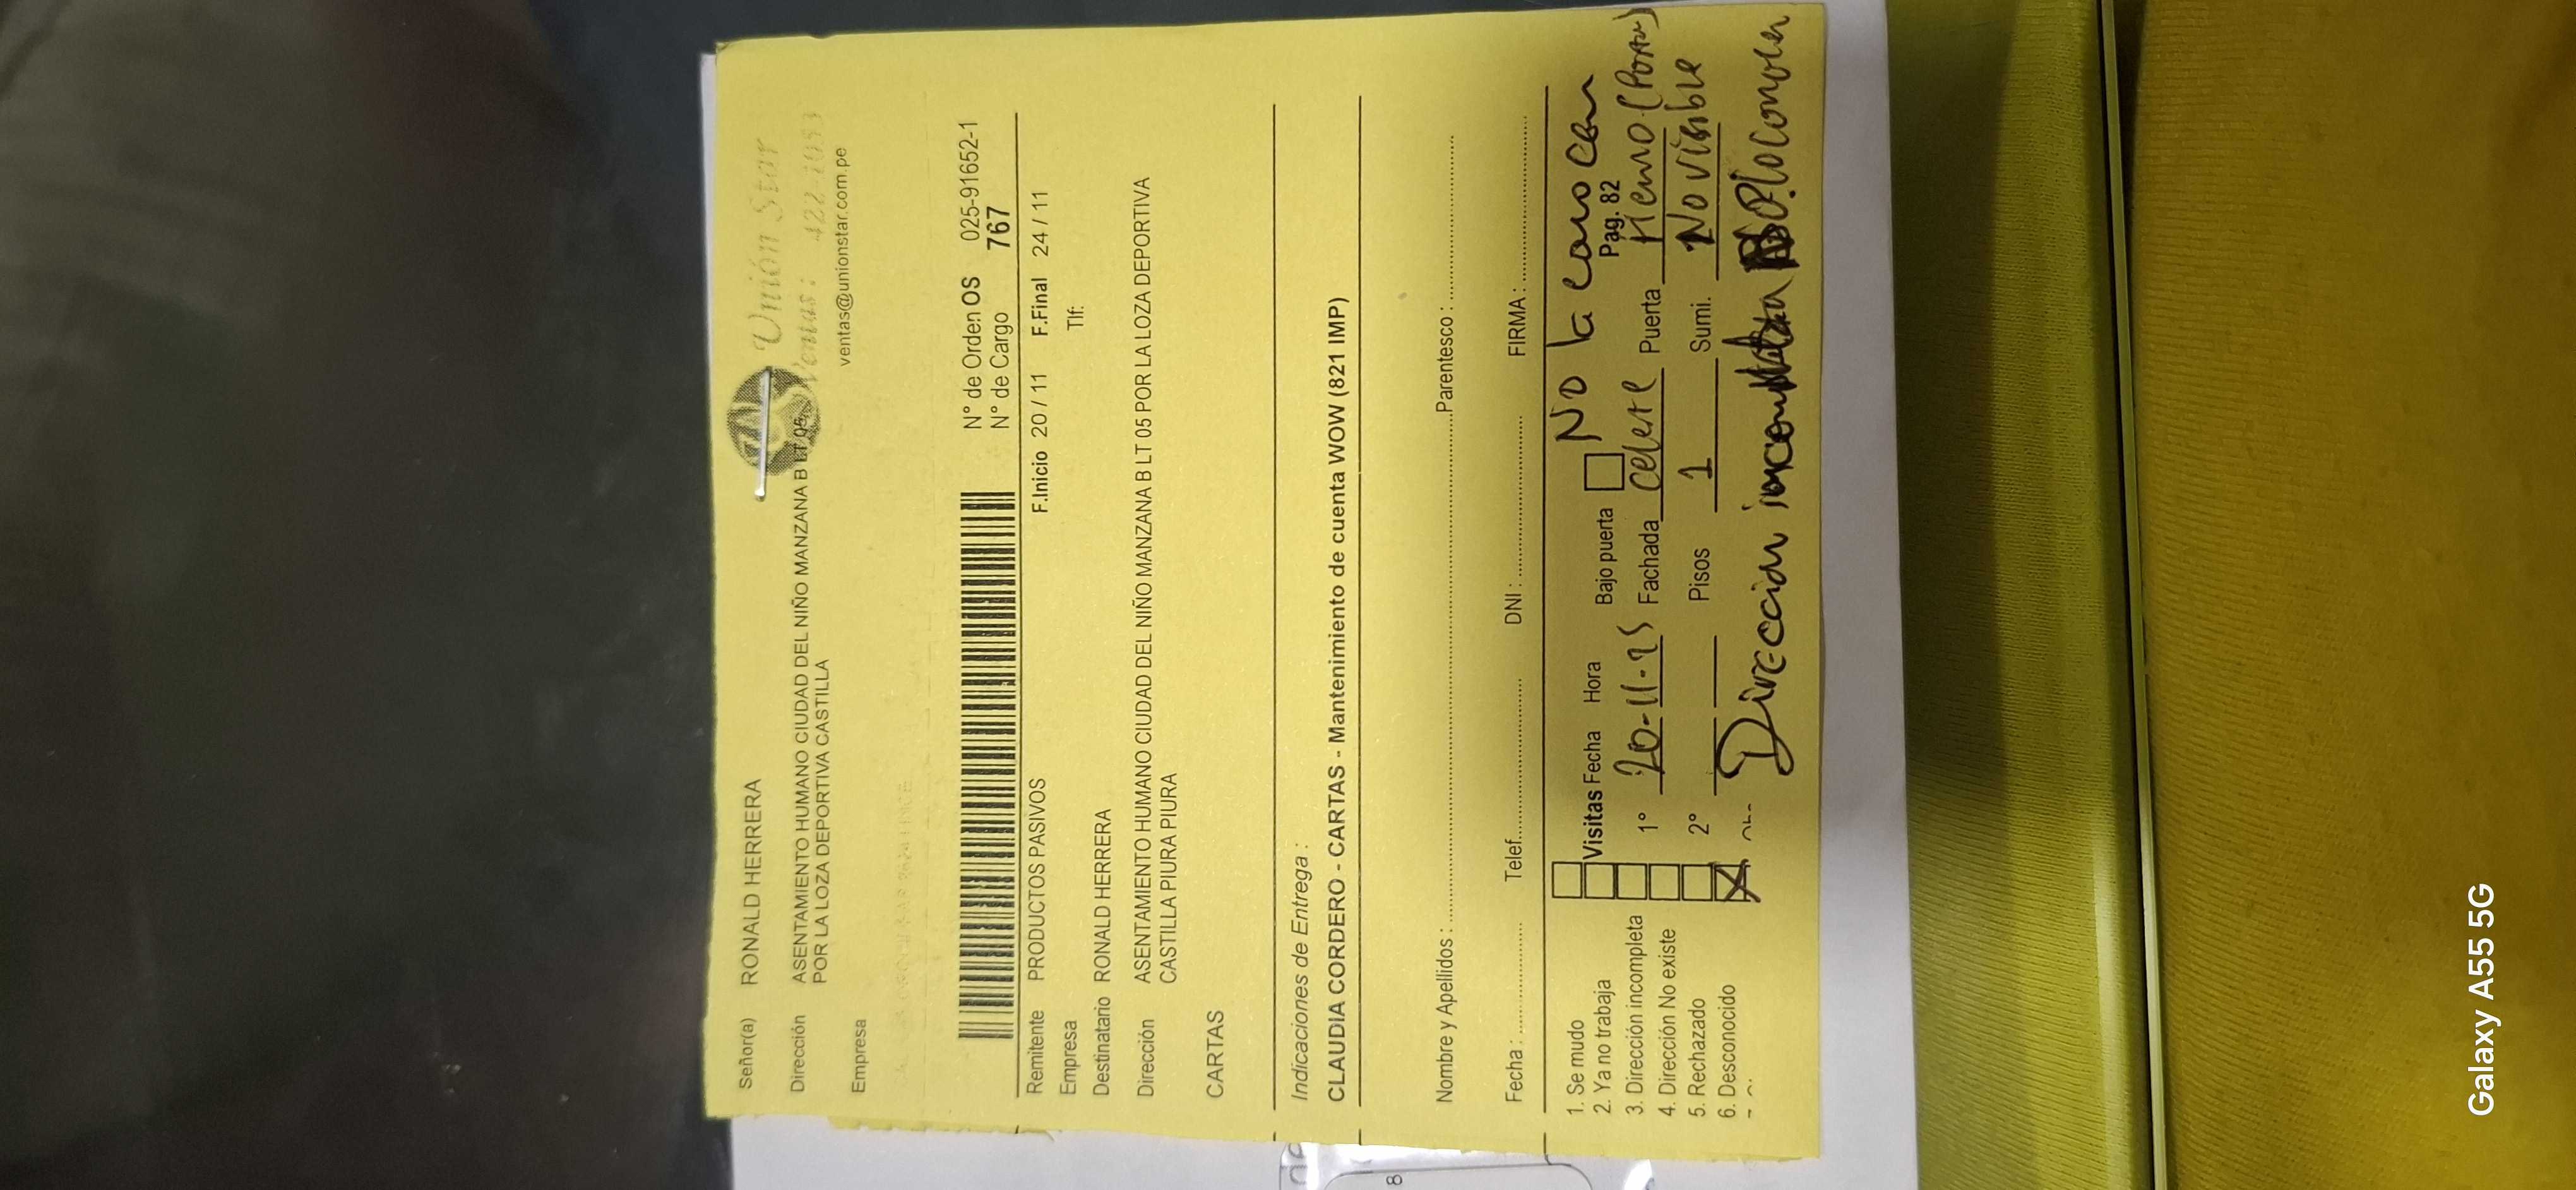 Señor(a) RONALD HERRERA
Unión Star
Dirección ASENTAMIENTO HUMANO CIUDAD DEL NIÑO MANZANA B LT 05
POR LA LOZA DEPORTIVA CASTILLA
Ventas: 422-1053
ventas@unionstar.com.pe
Empresa
N° de Orden OS 025-91652-1
N° de Cargo 767
Remitente PRODUCTOS PASIVOS F.Inicio 20 / 11 F.Final 24 / 11
Empresa Tlf:
Destinatario RONALD HERRERA
Dirección ASENTAMIENTO HUMANO CIUDAD DEL NIÑO MANZANA B LT 05 POR LA LOZA DEPORTIVA
CASTILLA PIURA PIURA
CARTAS
Indicaciones de Entrega :
CLAUDIA CORDERO - CARTAS - Mantenimiento de cuenta WOW (821 IMP)
Nombre y Apellidos : Parentesco :
Fecha : Telef. DNI : FIRMA :
1. Se mudo No la conocen
2. Ya no trabaja Visitas Fecha Hora Bajo puerta Pag. 82
3. Dirección incompleta 1° 20-11-25 Fachada celeste Puerta
4. Dirección No existe
5. Rechazado 2° Pisos 1 Sumi. No visible
6. Desconocido Direccion
Galaxy A55 5G